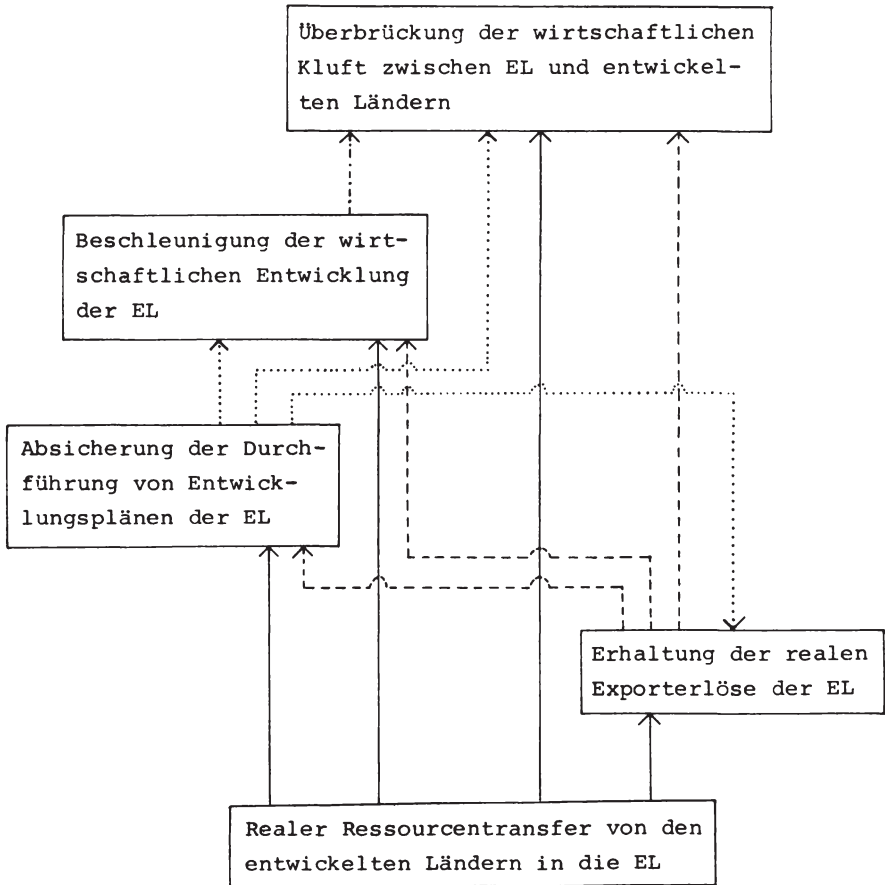 Überbrückung der wirtschaftlichen
Kluft zwischen EL und entwickel-
ten Ländern
Beschleunigung der wirt-
schaftlichen Entwicklung
der EL
Absicherung der Durch-
führung von Entwick-
lungsplänen der EL
Erhaltung der realen
Exporterlöse der EL
Realer Ressourcentransfer von den
entwickelten Ländern in die EL